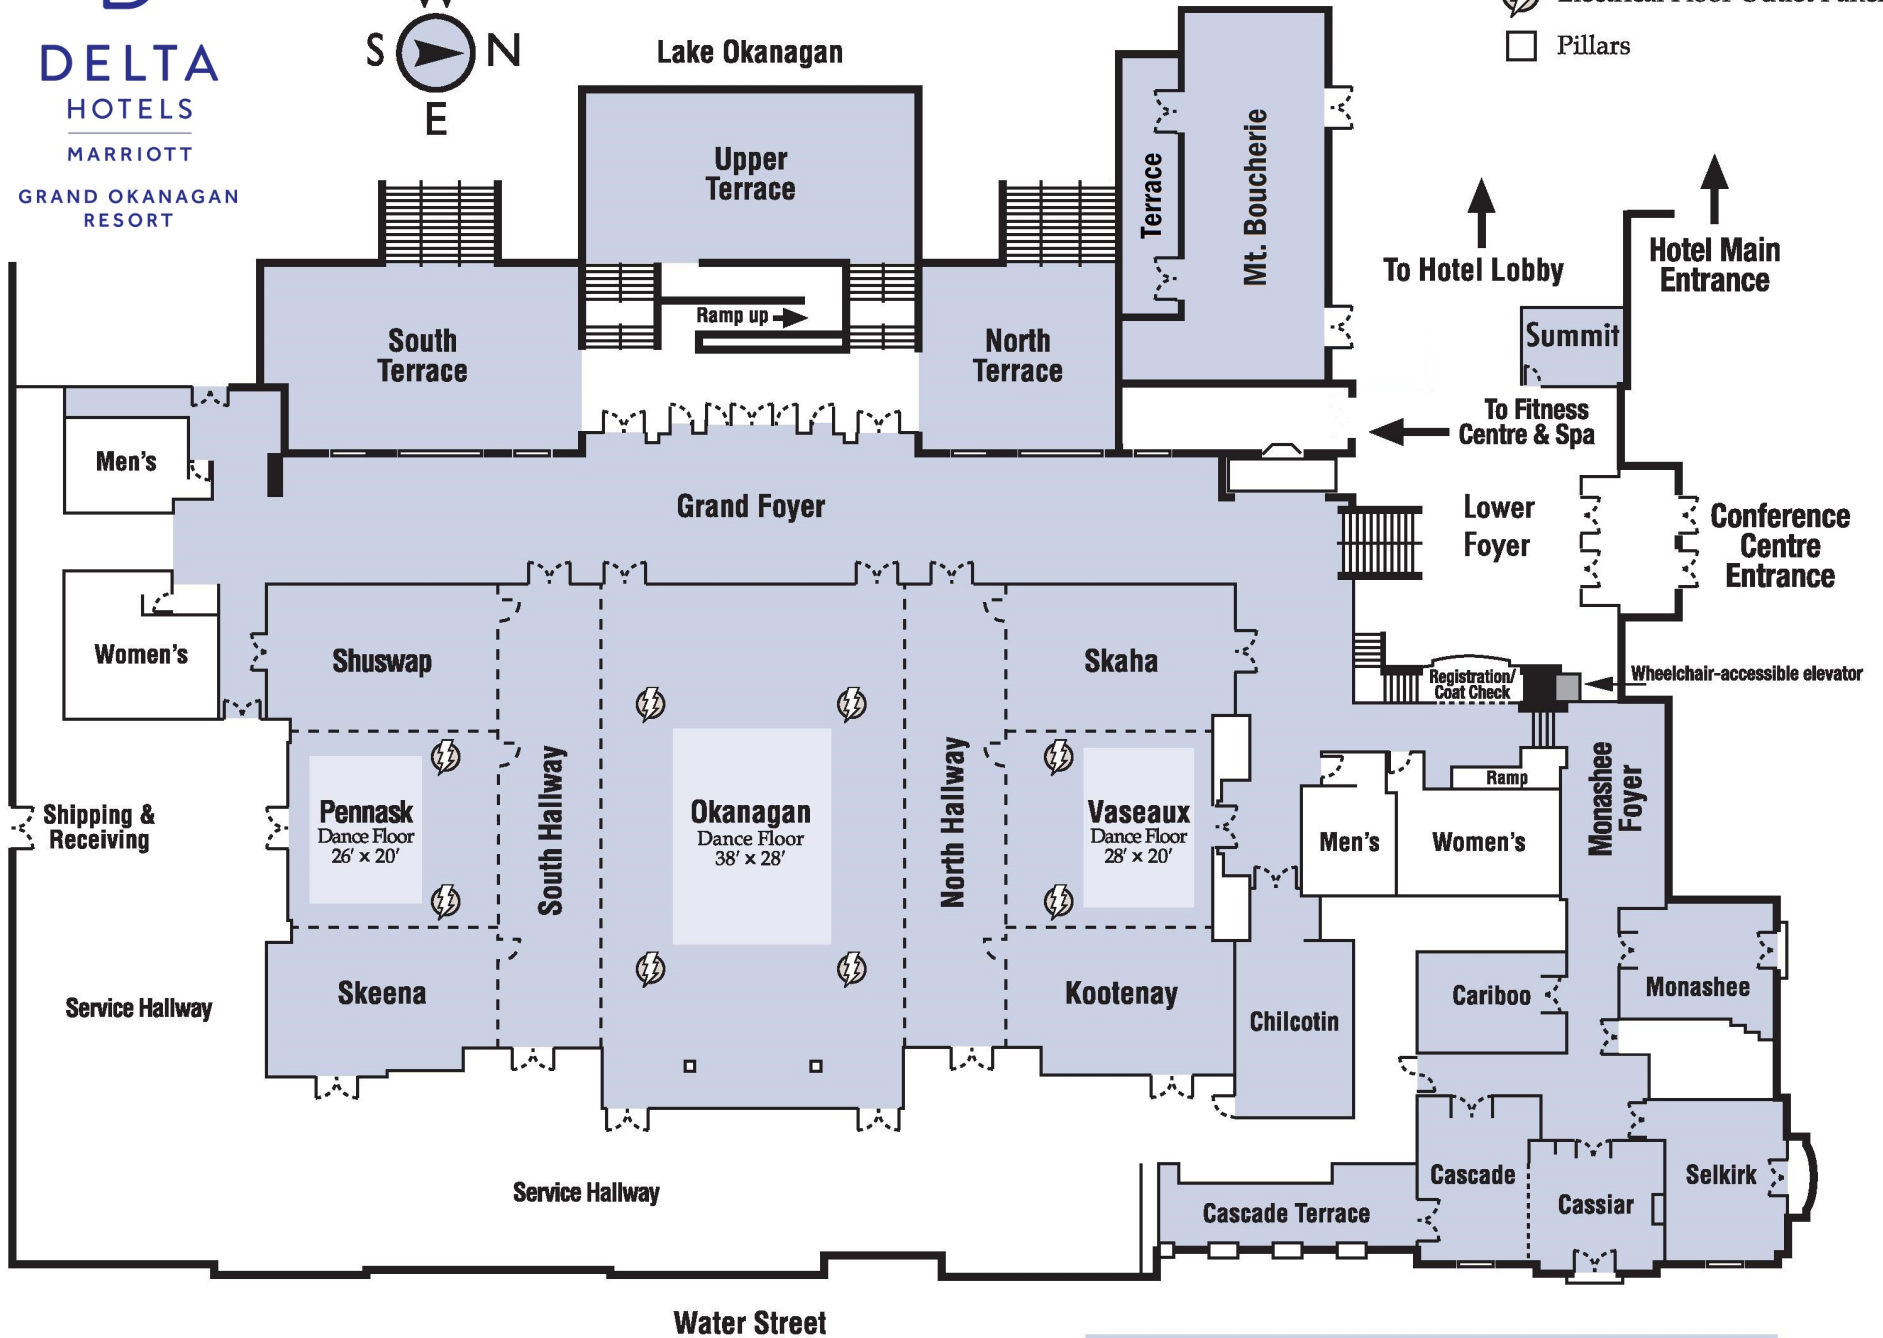 DELTA
HOTELS
MARRIOTT
GRAND OKANAGAN
RESORT
W
S
N
E
Lake Okanagan
Pillars
Upper
Terrace
Terrace
Mt. Boucherie
To Hotel Lobby
Hotel Main
Entrance
Ramp up
South
Terrace
North
Terrace
Summit
To Fitness
Centre & Spa
Men's
Grand Foyer
Lower
Foyer
Conference
Centre
Entrance
Women's
Shuswap
Skaha
Registration/
Coat Check
Wheelchair-accessible elevator
Shipping &
Receiving
Pennask
Dance Floor
26' x 20'
South Hallway
Okanagan
Dance Floor
38' x 28'
North Hallway
Vaseaux
Dance Floor
28' x 20'
Ramp
Men's
Women's
Monashee
Foyer
Service Hallway
Skeena
Kootenay
Chilcotin
Cariboo
Monashee
Service Hallway
Cascade Terrace
Cascade
Cassiar
Selkirk
Water Street